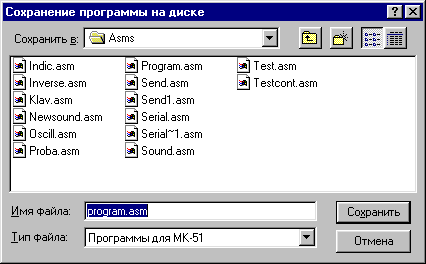 Сохранение программы на диске
Сохранить в: Asms
Indic.asm Program.asm Test.asm
Inverse.asm Send.asm Testcont.asm
Klav.asm Send1.asm
Newsound.asm Serial.asm
Oscill.asm Serial~1.asm
Proba.asm Sound.asm
Имя файла: program.asm Сохранить
Тип файла: Программы для МК-51 Отмена